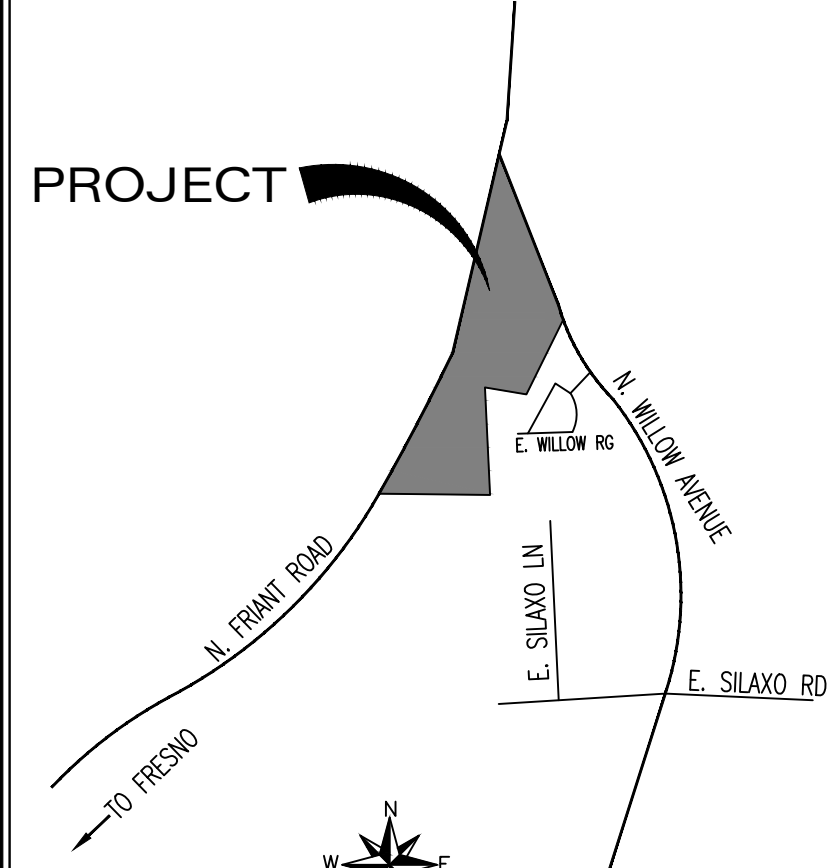 PROJECT
N. WILLOW AVENUE
E. WILLOW RG
N. FRIANT ROAD
E. SILAXO LN
E. SILAXO RD
TO FRESNO
N
W
E